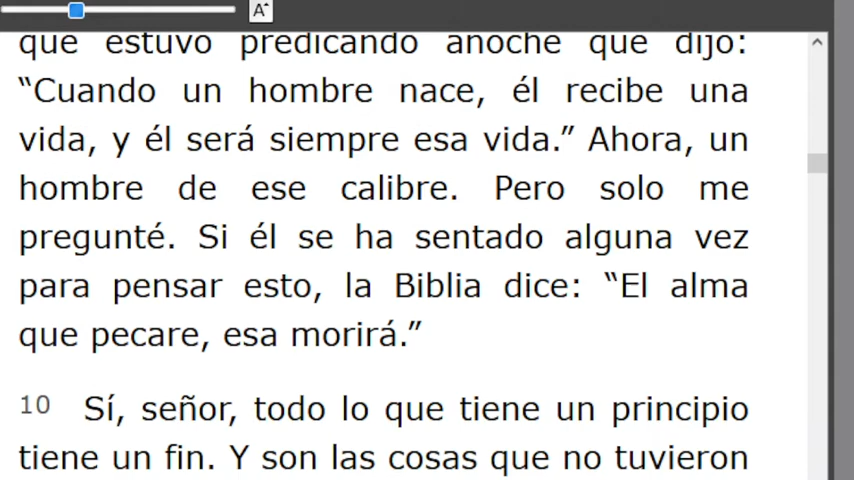 A
que estuvo predicando anoche que dijo:
“Cuando un hombre nace, él recibe una
vida, y él será siempre esa vida.” Ahora, un
hombre de ese calibre. Pero solo me
pregunté. Si él se ha sentado alguna vez
para pensar esto, la Biblia dice: “El alma
que pecare, esa morirá.”
10 Sí, señor, todo lo que tiene un principio
tiene un fin. Y son las cosas que no tuvieron